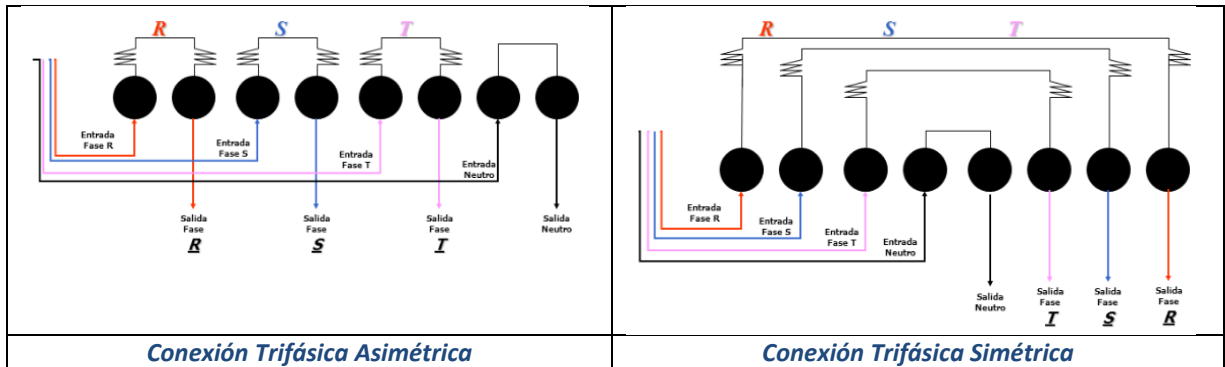 R S T
Entrada
Fase R
Entrada
Fase S
Entrada
Fase T
Entrada
Neutro
Salida
Fase
R
Salida
Fase
S
Salida
Fase
T
Salida
Neutro
Conexión Trifásica Asimétrica
R S T
Entrada
Fase R
Entrada
Fase S
Entrada
Fase T
Entrada
Neutro
Salida
Neutro
Salida
Fase
T
Salida
Fase
S
Salida
Fase
R
Conexión Trifásica Simétrica